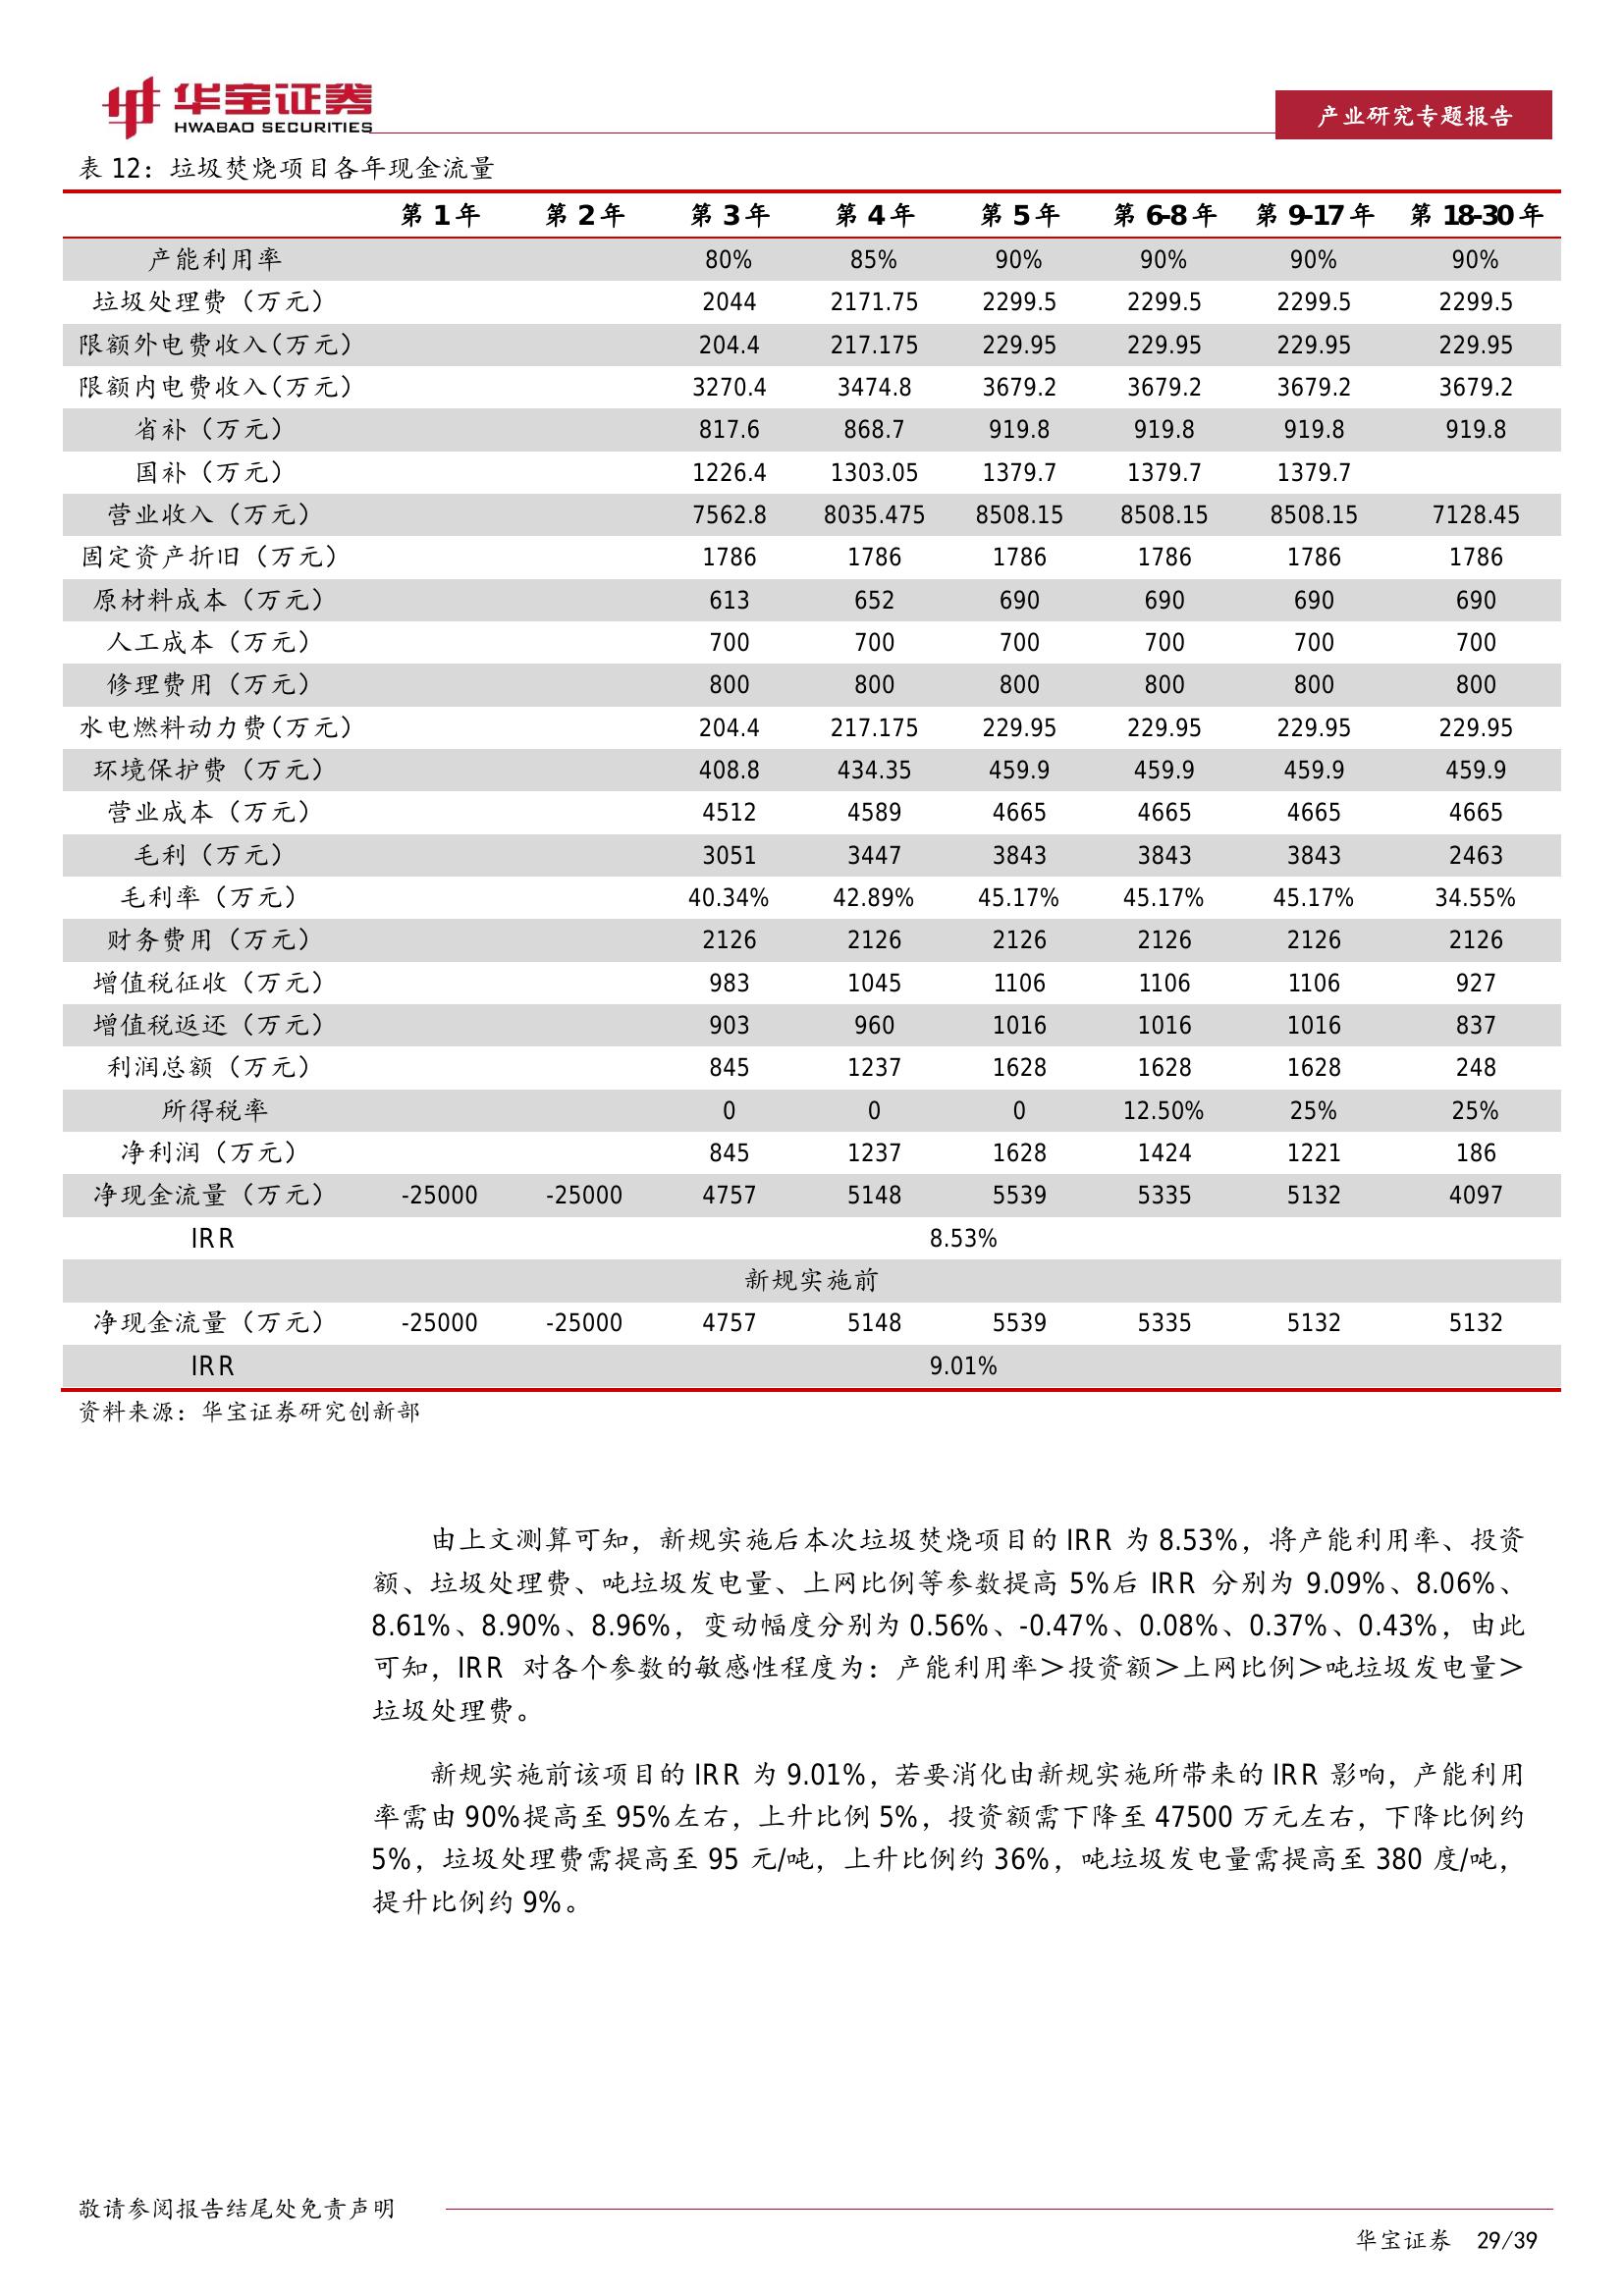 华宝证券
HWABAO SECURITIES
产业研究专题报告
表 12：垃圾焚烧项目各年现金流量
第 1 年 第 2 年 第 3 年 第 4 年 第 5 年 第 6-8 年 第 9-17 年 第 18-30 年
产能利用率 80% 85% 90% 90% 90% 90%
垃圾处理费（万元） 2044 2171.75 2299.5 2299.5 2299.5 2299.5
限额外电费收入(万元) 204.4 217.175 229.95 229.95 229.95 229.95
限额内电费收入(万元) 3270.4 3474.8 3679.2 3679.2 3679.2 3679.2
省补（万元） 817.6 868.7 919.8 919.8 919.8 919.8
国补（万元） 1226.4 1303.05 1379.7 1379.7 1379.7
营业收入（万元） 7562.8 8035.475 8508.15 8508.15 8508.15 7128.45
固定资产折旧（万元） 1786 1786 1786 1786 1786 1786
原材料成本（万元） 613 652 690 690 690 690
人工成本（万元） 700 700 700 700 700 700
修理费用（万元） 800 800 800 800 800 800
水电燃料动力费(万元) 204.4 217.175 229.95 229.95 229.95 229.95
环境保护费（万元） 408.8 434.35 459.9 459.9 459.9 459.9
营业成本（万元） 4512 4589 4665 4665 4665 4665
毛利（万元） 3051 3447 3843 3843 3843 2463
毛利率（万元） 40.34% 42.89% 45.17% 45.17% 45.17% 34.55%
财务费用（万元） 2126 2126 2126 2126 2126 2126
增值税征收（万元） 983 1045 1106 1106 1106 927
增值税返还（万元） 903 960 1016 1016 1016 837
利润总额（万元） 845 1237 1628 1628 1628 248
所得税率 0 0 0 12.50% 25% 25%
净利润（万元） 845 1237 1628 1424 1221 186
净现金流量（万元） -25000 -25000 4757 5148 5539 5335 5132 4097
IRR 8.53%
新规实施前
净现金流量（万元） -25000 -25000 4757 5148 5539 5335 5132 5132
IRR 9.01%
资料来源：华宝证券研究创新部
由上文测算可知，新规实施后本次垃圾焚烧项目的 IRR 为 8.53%，将产能利用率、投资
额、垃圾处理费、吨垃圾发电量、上网比例等参数提高 5%后 IRR 分别为 9.09%、8.06%、
8.61%、8.90%、8.96%，变动幅度分别为 0.56%、-0.47%、0.08%、0.37%、0.43%，由此
可知，IRR 对各个参数的敏感性程度为：产能利用率＞投资额＞上网比例＞吨垃圾发电量＞
垃圾处理费。
新规实施前该项目的 IRR 为 9.01%，若要消化由新规实施所带来的 IRR 影响，产能利用
率需由 90%提高至 95%左右，上升比例 5%，投资额需下降至 47500 万元左右，下降比例约
5%，垃圾处理费需提高至 95 元/吨，上升比例约 36%，吨垃圾发电量需提高至 380 度/吨，
提升比例约 9%。
敬请参阅报告结尾处免责声明
华宝证券 29/39